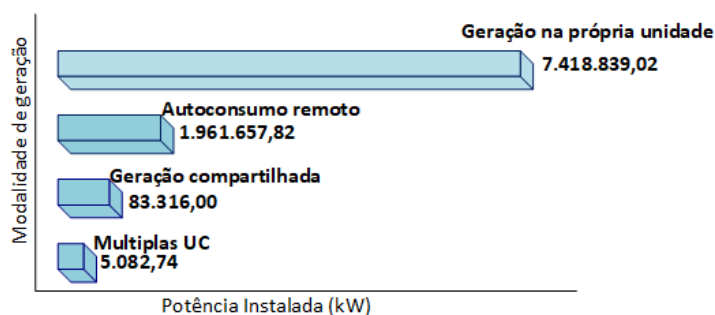 Geração na própria unidade
7.418.839,02
Autoconsumo remoto
1.961.657,82
Geração compartilhada
83.316,00
Multiplas UC
5.082,74
Modalidade de geração
Potência Instalada (kW)